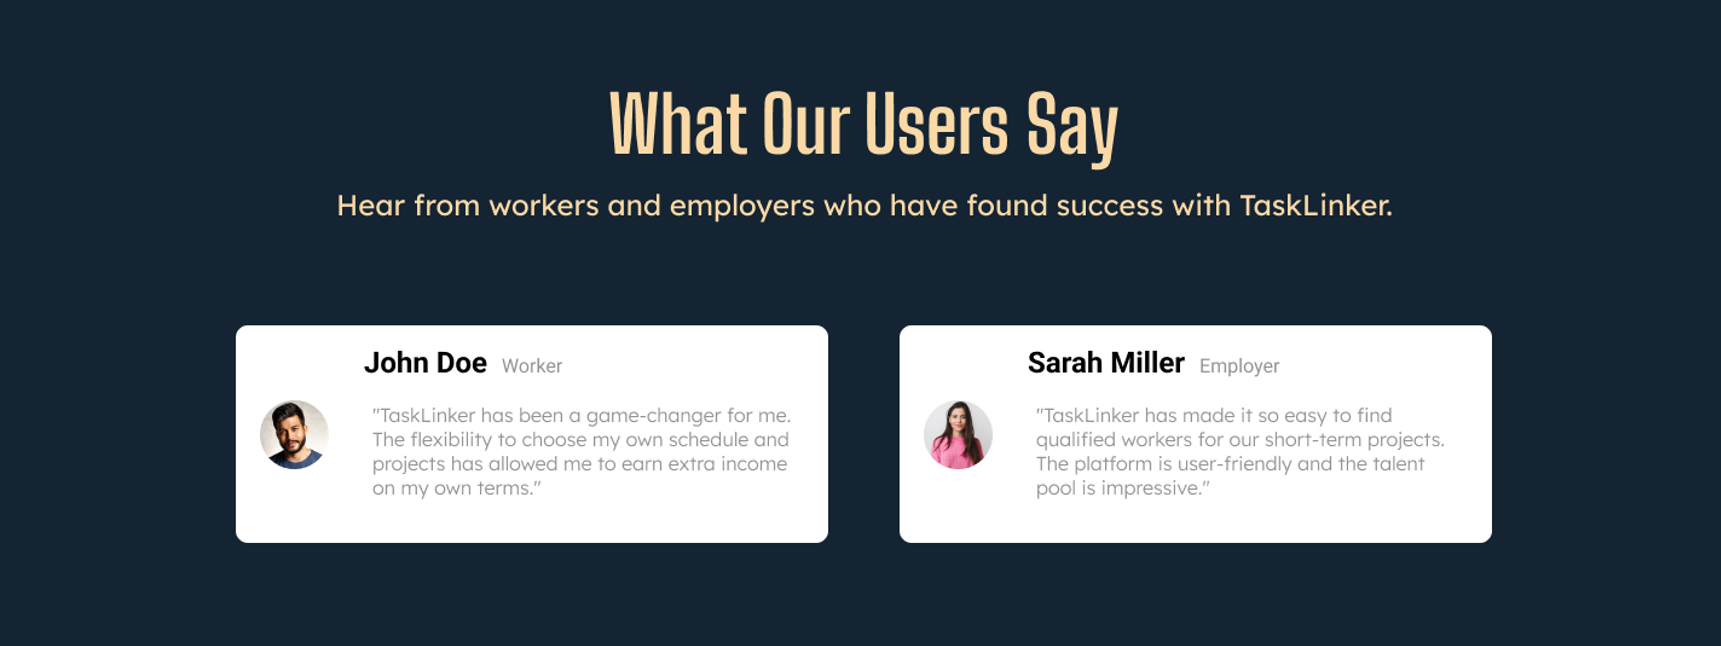 What Our Users Say
Hear from workers and employers who have found success with TaskLinker.
John Doe Worker
"TaskLinker has been a game-changer for me.
The flexibility to choose my own schedule and
projects has allowed me to earn extra income
on my own terms."
Sarah Miller Employer
"TaskLinker has made it so easy to find
qualified workers for our short-term projects.
The platform is user-friendly and the talent
pool is impressive."